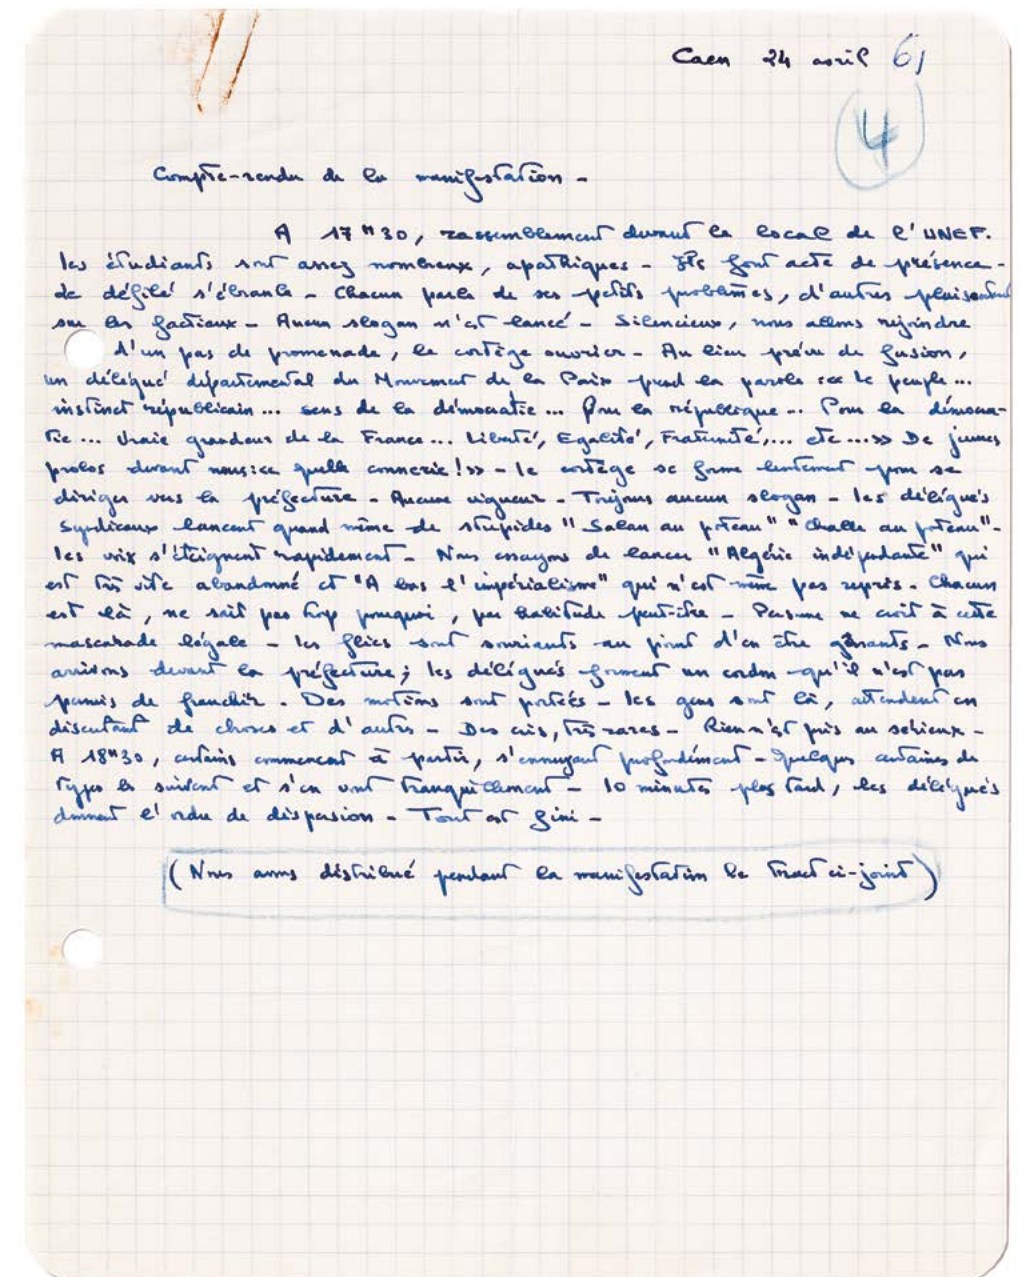 Caen 24 avril 61
4
Compte-rendu de la manifestation -
A 17 H 30, rassemblement devant le local de l'UNEF.
les étudiants sont assez nombreux, apathiques - Ils font acte de présence -
Le défilé s'ébranle - Chacun parle de ses petits problèmes, d'autres plaisantent
sur les factieux - Aucun slogan n'est lancé - Silencieux, nous allons rejoindre
d'un pas de promenade, le cortège ouvrier - Au lieu prévu de fusion,
un délégué départemental du Mouvement de la Paix prend la parole : << le peuple ...
instinct républicain ... sens de la démocratie ... Pour la république ... Pour la démocra-
tie ... Vraie grandeur de la France ... Liberté, Egalité, Fraternité, ... etc ... >> De jeunes
prolos devant nous : << quelle connerie ! >> - le cortège se forme lentement pour se
diriger vers la préfecture - Aucune vigueur - Toujours aucun slogan - les délégués
syndicaux lancent quand même de stupides "Salan au poteau" "Challe au poteau" -
les voix s'éteignent rapidement - Nous essayons de lancer "Algérie indépendante" qui
est très vite abandonné et "A bas l'impérialisme" qui n'est même pas repris - Chacun
est là, ne sait pas trop pourquoi, par habitude peut-être - Personne ne croit à cette
mascarade légale - les flics sont souriants au point d'en être gênants - Nous
arrivons devant la préfecture ; les délégués forment un cordon qu'il n'est pas
permis de franchir. Des motions sont portées - les gens sont là, attendent en
discutant de choses et d'autres - Des cris, très rares - Rien n'est pris au sérieux -
A 18 H 30, certains commencent à partir, s'ennuyant profondément - Quelques centaines de
types les suivent et s'en vont tranquillement - 10 minutes plus tard, les délégués
donnent l'ordre de dispersion - Tout est fini -
(Nous avons distribué pendant la manifestation le tract ci-joint)